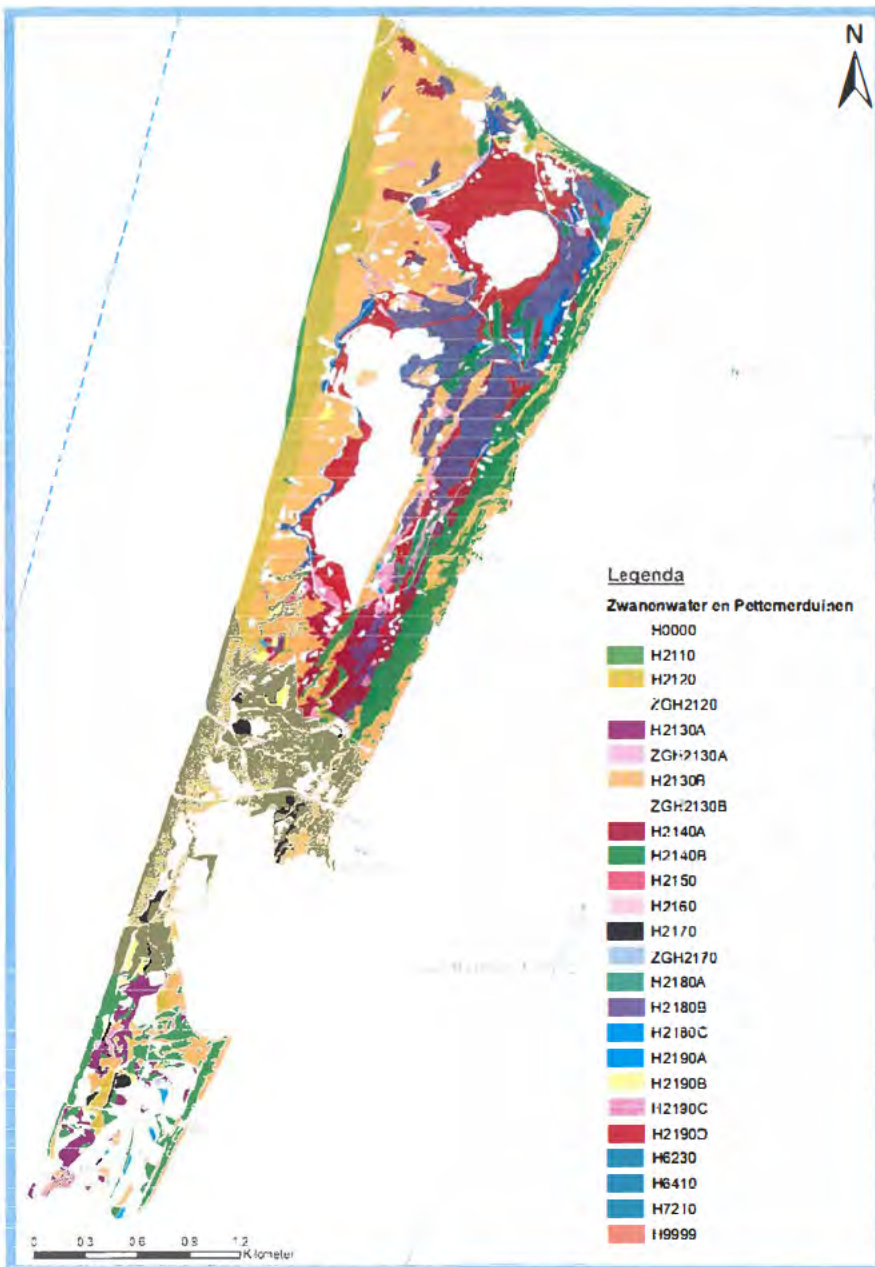 N
Legenda
Zwanenwater en Pettemerduinen
H0000
H2110
H2120
ZGH2120
H2130A
ZGH2130A
H2130B
ZGH2130B
H2140A
H2140B
H2150
H2160
H2170
ZGH2170
H2180A
H2180B
H2180C
H2190A
H2190B
H2190C
H2190D
H6230
H6410
H7210
H9999
0 0.3 0.6 0.9 1.2
Kilometer